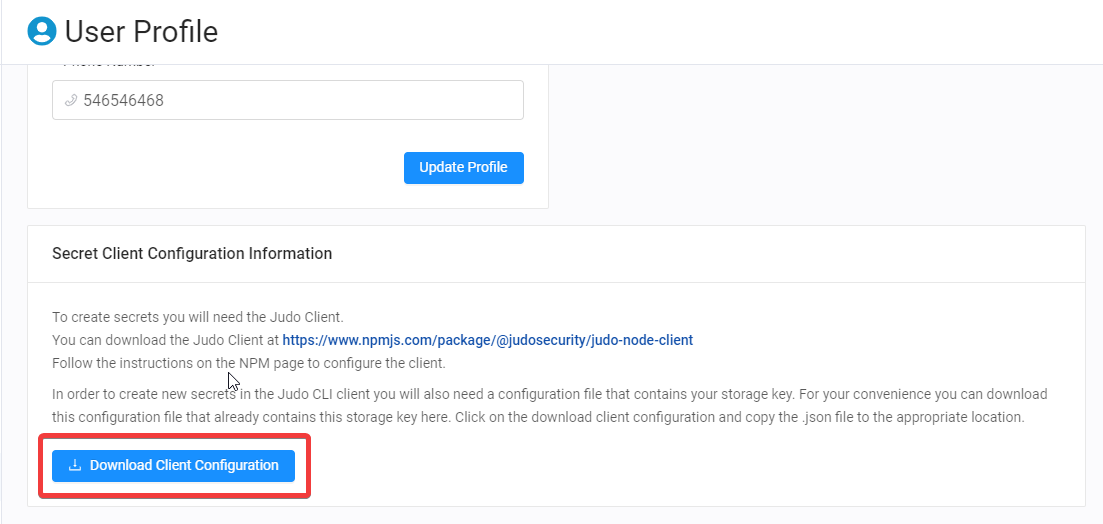 User Profile
Phone Number
546546468
Update Profile
Secret Client Configuration Information
To create secrets you will need the Judo Client.
You can download the Judo Client at https://www.npmjs.com/package/@judosecurity/judo-node-client
Follow the instructions on the NPM page to configure the client.
In order to create new secrets in the Judo CLI client you will also need a configuration file that contains your storage key. For your convenience you can download
this configuration file that already contains this storage key here. Click on the download client configuration and copy the .json file to the appropriate location.
Download Client Configuration